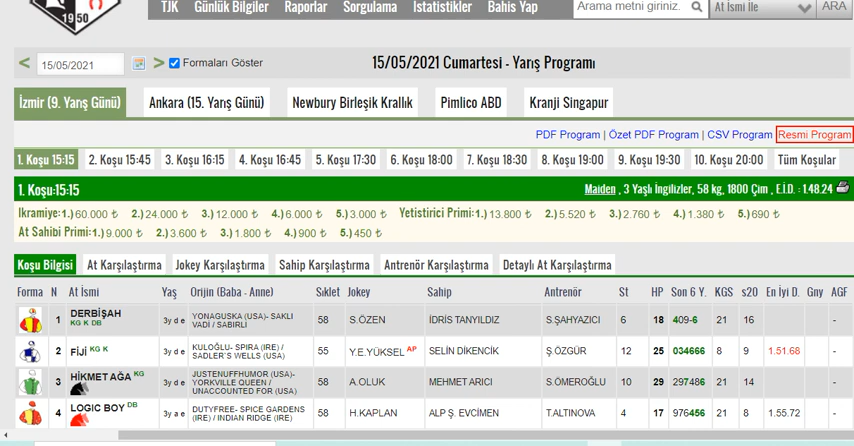 1950
TJK Günlük Bilgiler Raporlar Sorgulama İstatistikler Bahis Yap Arama metni giriniz. At İsmi İle ARA
< 15/05/2021 > Formaları Göster 15/05/2021 Cumartesi - Yarış Programı
İzmir (9. Yarış Günü) Ankara (15. Yarış Günü) Newbury Birleşik Krallık Pimlico ABD Kranji Singapur
PDF Program | Özet PDF Program | CSV Program Resmi Program
1. Koşu 15:15 2. Koşu 15:45 3. Koşu 16:15 4. Koşu 16:45 5. Koşu 17:30 6. Koşu 18:00 7. Koşu 18:30 8. Koşu 19:00 9. Koşu 19:30 10. Koşu 20:00 Tüm Koşular
1. Koşu:15:15 Maiden , 3 Yaşlı İngilizler, 58 kg, 1800 Çim , E.İ.D. : 1.48.24
Ikramiye:1.) 60.000 ₺ 2.) 24.000 ₺ 3.) 12.000 ₺ 4.) 6.000 ₺ 5.) 3.000 ₺ Yetistirici Primi:1.) 13.800 ₺ 2.) 5.520 ₺ 3.) 2.760 ₺ 4.) 1.380 ₺ 5.) 690 ₺
At Sahibi Primi:1.) 9.000 ₺ 2.) 3.600 ₺ 3.) 1.800 ₺ 4.) 900 ₺ 5.) 450 ₺
Koşu Bilgisi At Karşılaştırma Jokey Karşılaştırma Sahip Karşılaştırma Antrenör Karşılaştırma Detaylı At Karşılaştırma
Forma N At İsmi Yaş Orijin (Baba - Anne) Sıklet Jokey Sahip Antrenör St HP Son 6 Y. KGS s20 En İyi D. Gny AGF
1 DERBİŞAH KG K DB 3y d e YONAGUSKA (USA)- SAKLI VADİ / SABIRLI 58 S.ÖZEN İDRİS TANYILDIZ S.ŞAHYAZICI 6 18 409-6 21 16 -
2 FİJİ KG K 3y d e KULOĞLU- SPIRA (IRE) / SADLER'S WELLS (USA) 55 Y.E.YÜKSEL AP SELİN DİKENCİK Ş.ÖZGÜR 12 25 034666 8 9 1.51.68 -
3 HİKMET AĞA KG 3y d e JUSTENUFFHUMOR (USA)- YORKVILLE QUEEN / UNACCOUNTED FOR (USA) 58 A.OLUK MEHMET ARICI S.ÖMEROĞLU 10 29 297486 21 14 -
4 LOGIC BOY DB 3y a e DUTYFREE- SPICE GARDENS (IRE) / INDIAN RIDGE (IRE) 58 H.KAPLAN ALP Ş. EVCİMEN T.ALTINOVA 4 17 976456 21 8 1.55.72 -